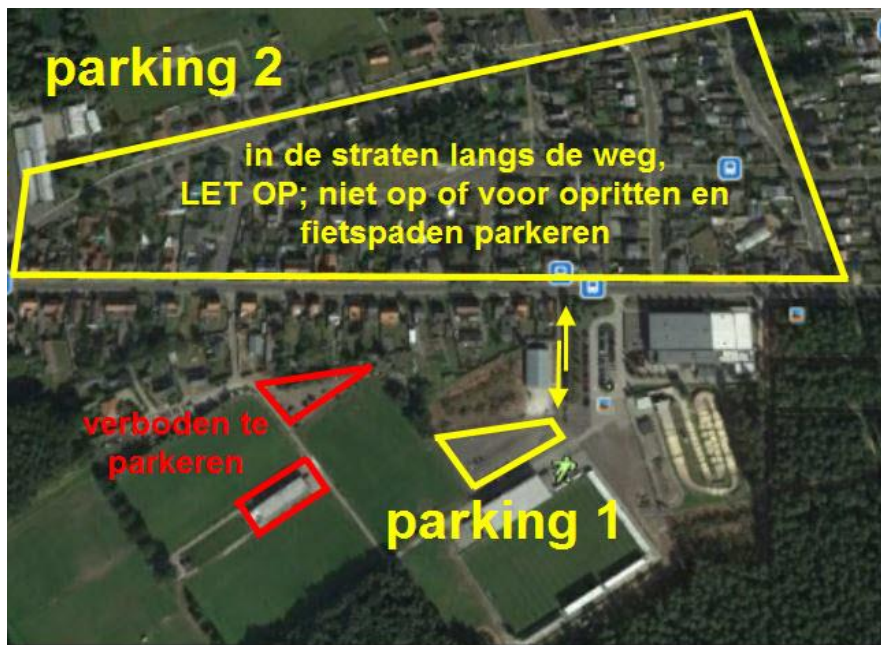 parking 2
in de straten langs de weg,
LET OP; niet op of voor opritten en
fietspaden parkeren
verboden te
parkeren
parking 1